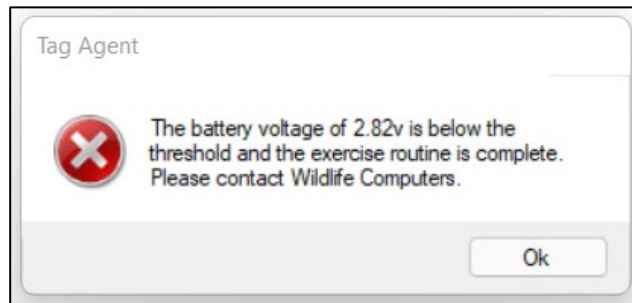 Tag Agent
The battery voltage of 2.82v is below the
threshold and the exercise routine is complete.
Please contact Wildlife Computers.
Ok